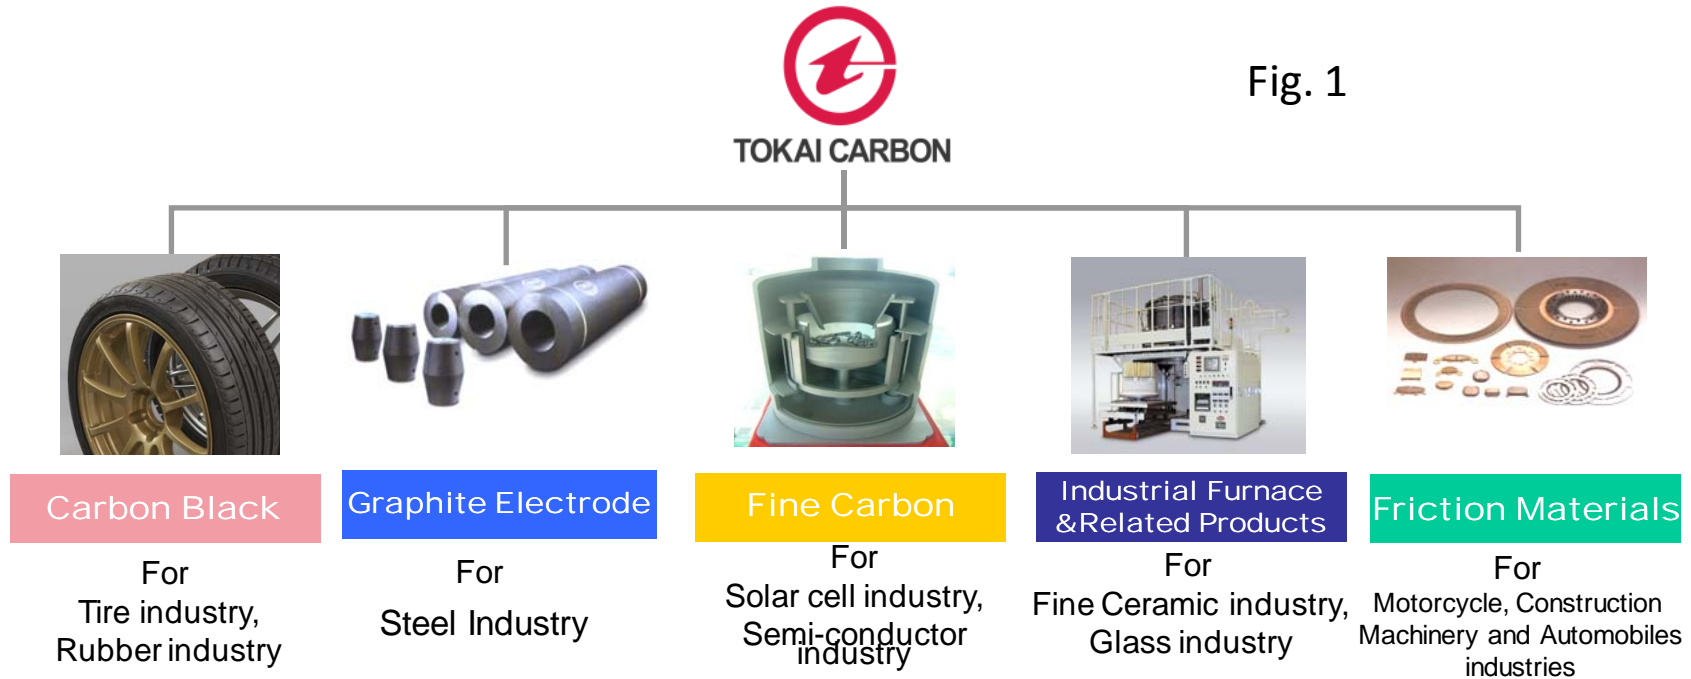 Fig. 1
TOKAI CARBON
Carbon Black
For
Tire industry,
Rubber industry
Graphite Electrode
For
Steel Industry
Fine Carbon
For
Solar cell industry,
Semi-conductor
industry
Industrial Furnace
&Related Products
For
Fine Ceramic industry,
Glass industry
Friction Materials
For
Motorcycle, Construction
Machinery and Automobiles
industries